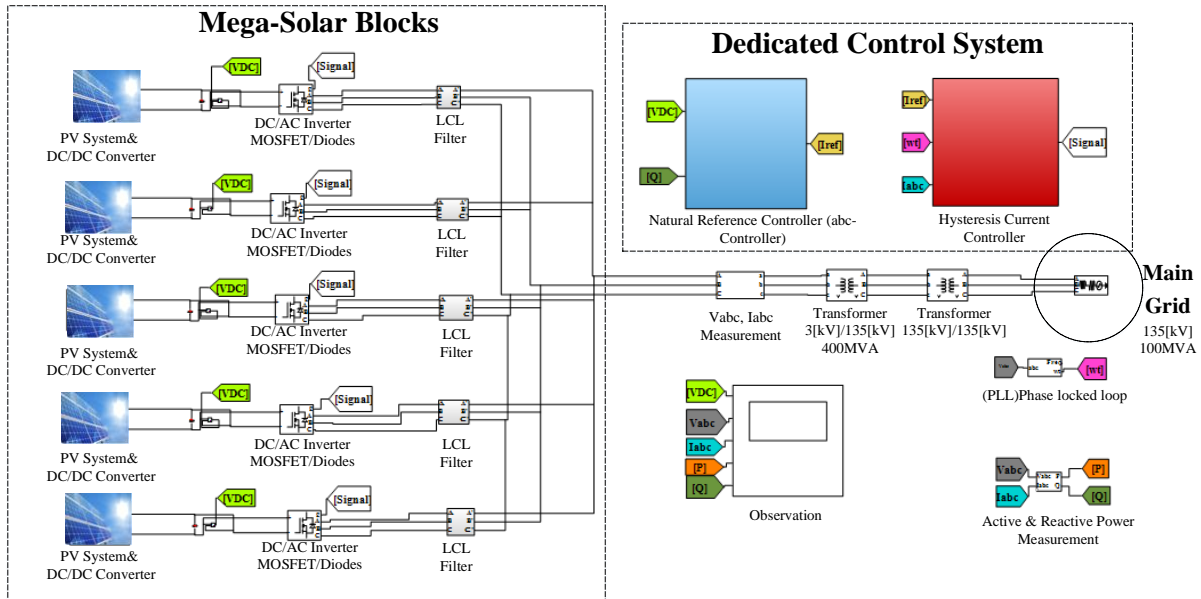 Mega-Solar Blocks
[VDC]
[Signal]
PV System&
DC/DC Converter
DC/AC Inverter
MOSFET/Diodes
LCL
Filter
[VDC]
[Signal]
PV System&
DC/DC Converter
DC/AC Inverter
MOSFET/Diodes
LCL
Filter
[VDC]
[Signal]
PV System&
DC/DC Converter
DC/AC Inverter
MOSFET/Diodes
LCL
Filter
[VDC]
[Signal]
PV System&
DC/DC Converter
DC/AC Inverter
MOSFET/Diodes
LCL
Filter
[VDC]
[Signal]
PV System&
DC/DC Converter
DC/AC Inverter
MOSFET/Diodes
LCL
Filter
Dedicated Control System
[VDC]
[Q]
[Iref]
Natural Reference Controller (abc-
Controller)
[Iref]
[wt]
Iabc
[Signal]
Hysteresis Current
Controller
Vabc, Iabc
Measurement
Transformer
3[kV]/135[kV]
400MVA
Transformer
135[kV]/135[kV]
Main
Grid
135[kV]
100MVA
abc
Freq
wt
[wt]
(PLL)Phase locked loop
[VDC]
Vabc
Iabc
[P]
[Q]
Observation
Vabc
Iabc
Vabc P
Iabc Q
[P]
[Q]
Active & Reactive Power
Measurement